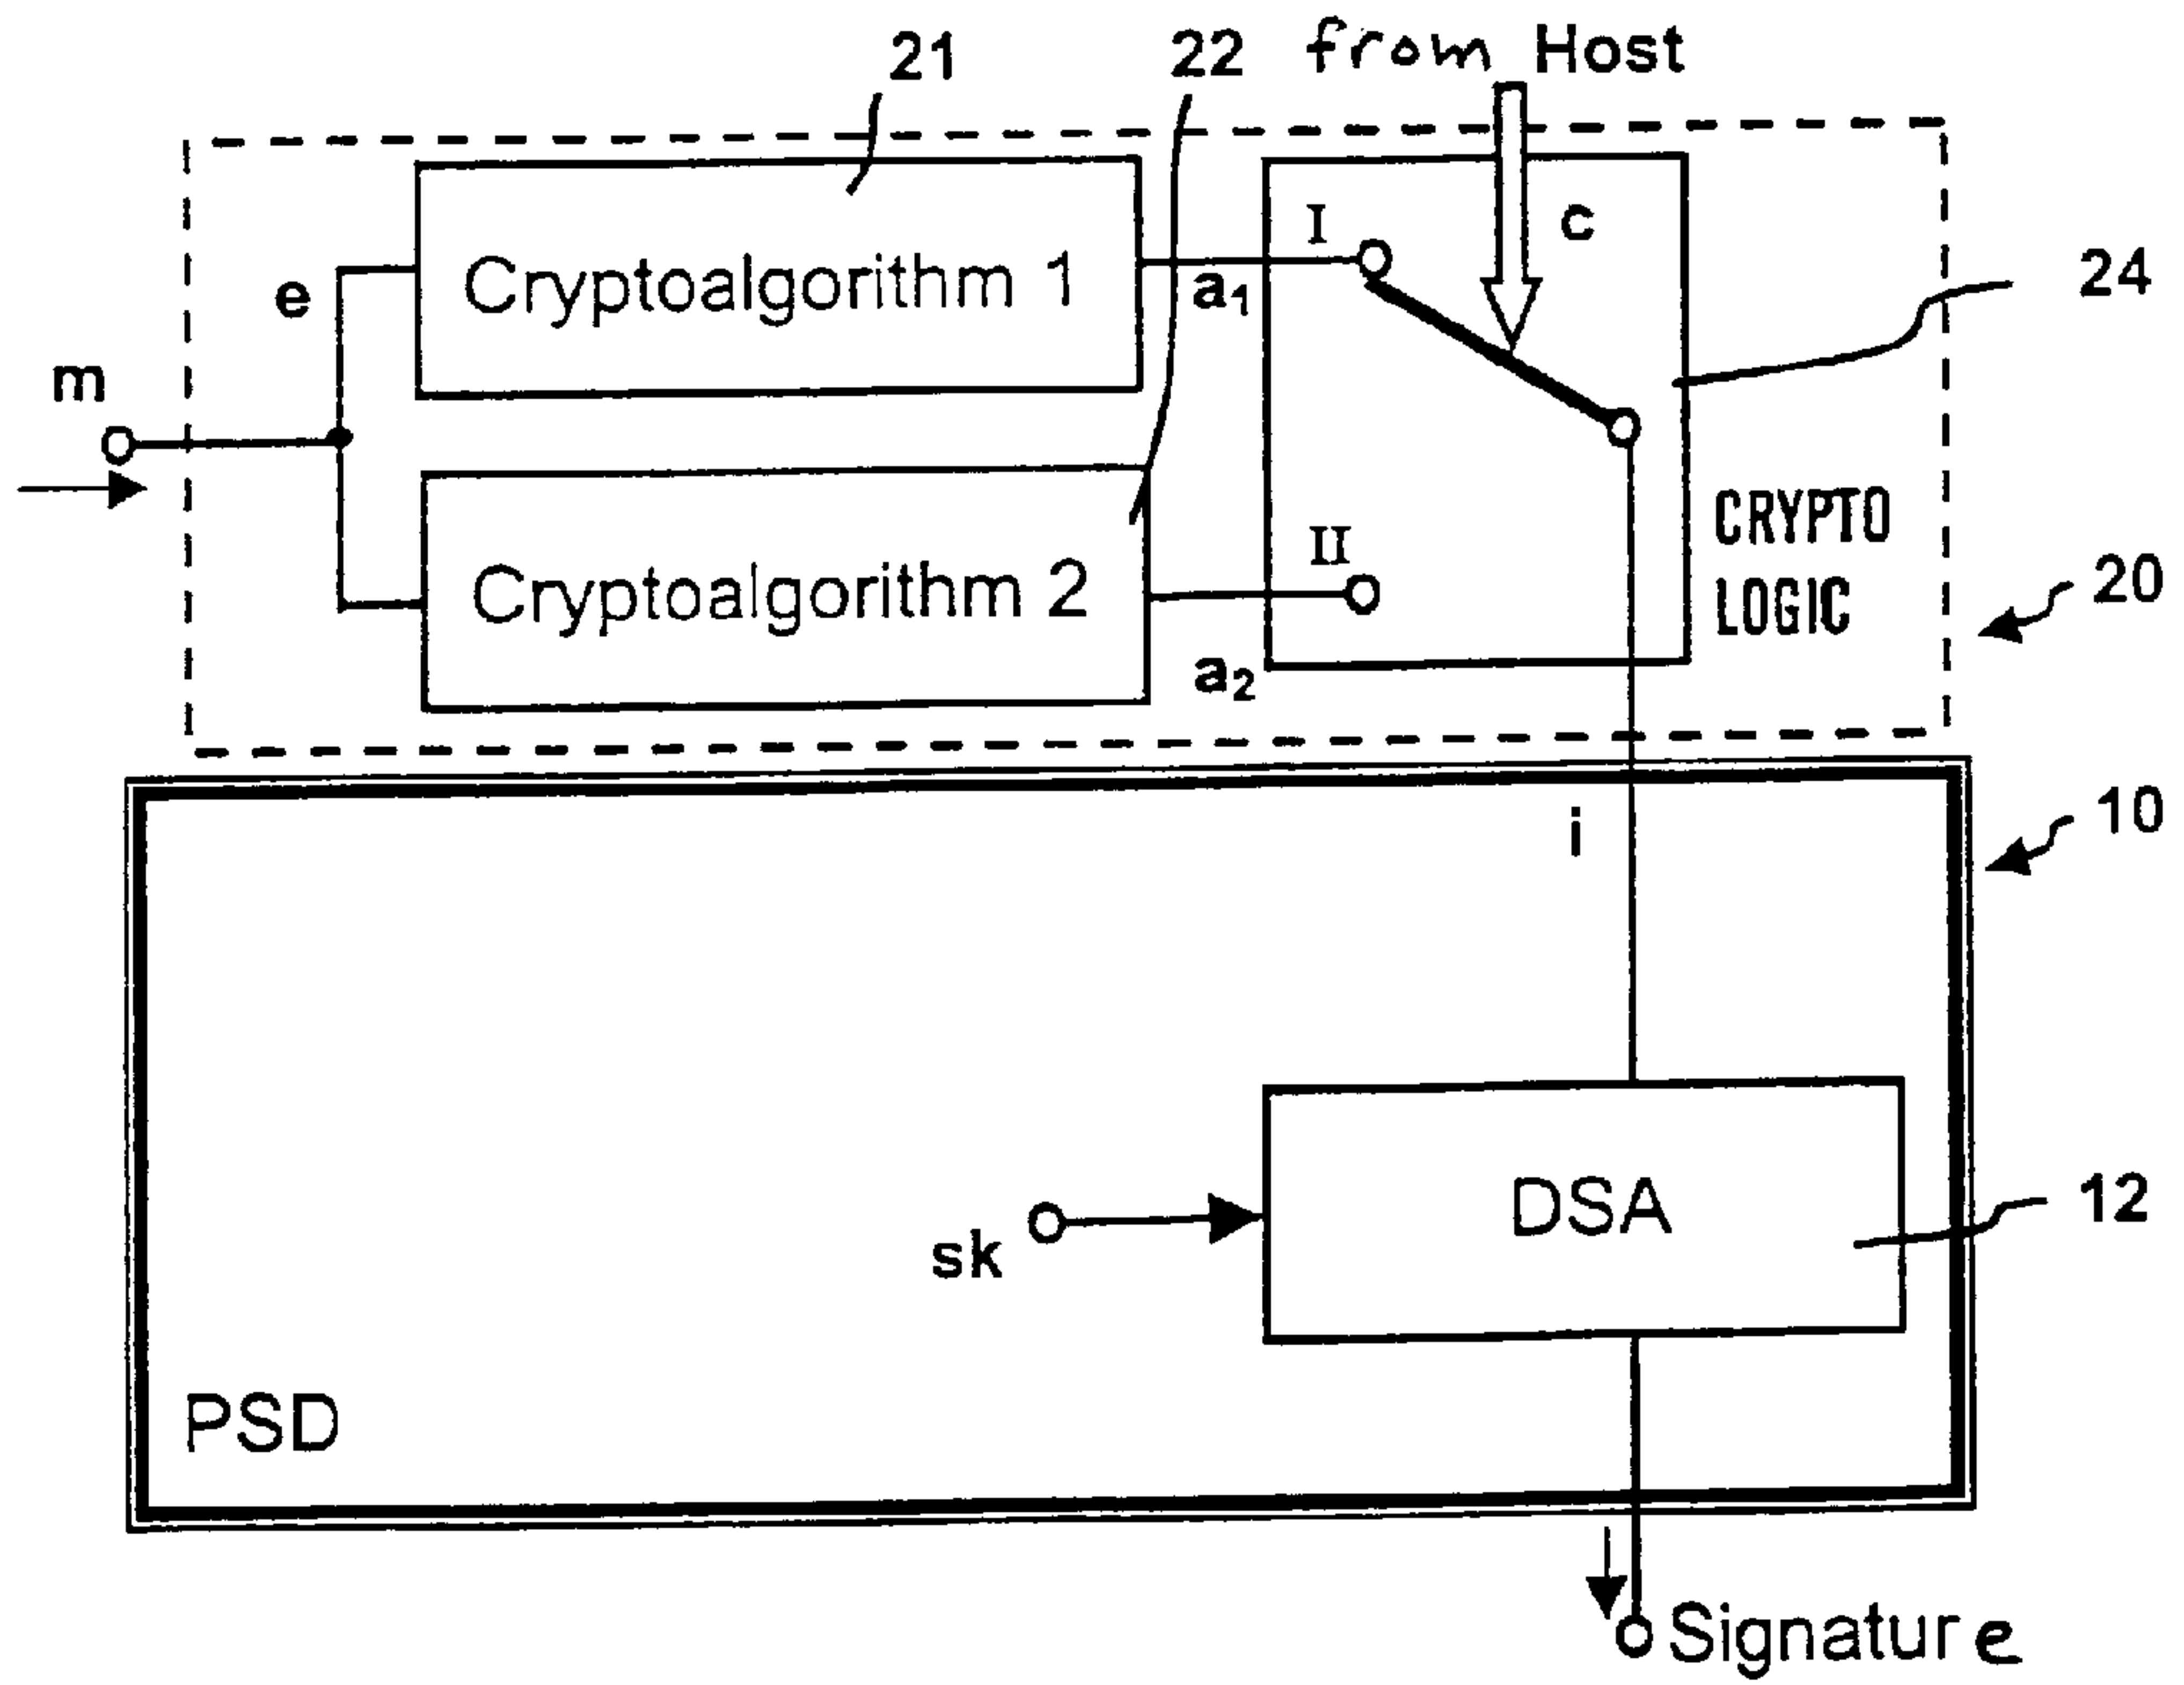 21
22
from Host
I
c
24
e
Cryptoalgorithm 1
a1
m
CRYPTO
LOGIC
II
Cryptoalgorithm 2
20
a2
10
i
DSA
12
sk
PSD
Signature